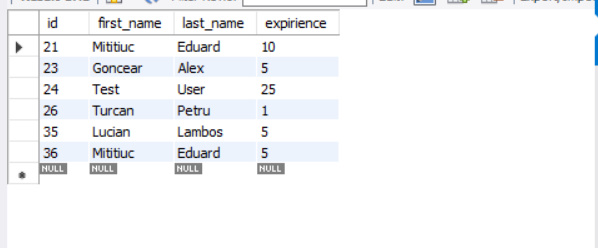 id first_name last_name expirience
21 Mititiuc Eduard 10
23 Goncear Alex 5
24 Test User 25
26 Turcan Petru 1
35 Lucian Lambos 5
36 Mititiuc Eduard 5
NULL NULL NULL NULL